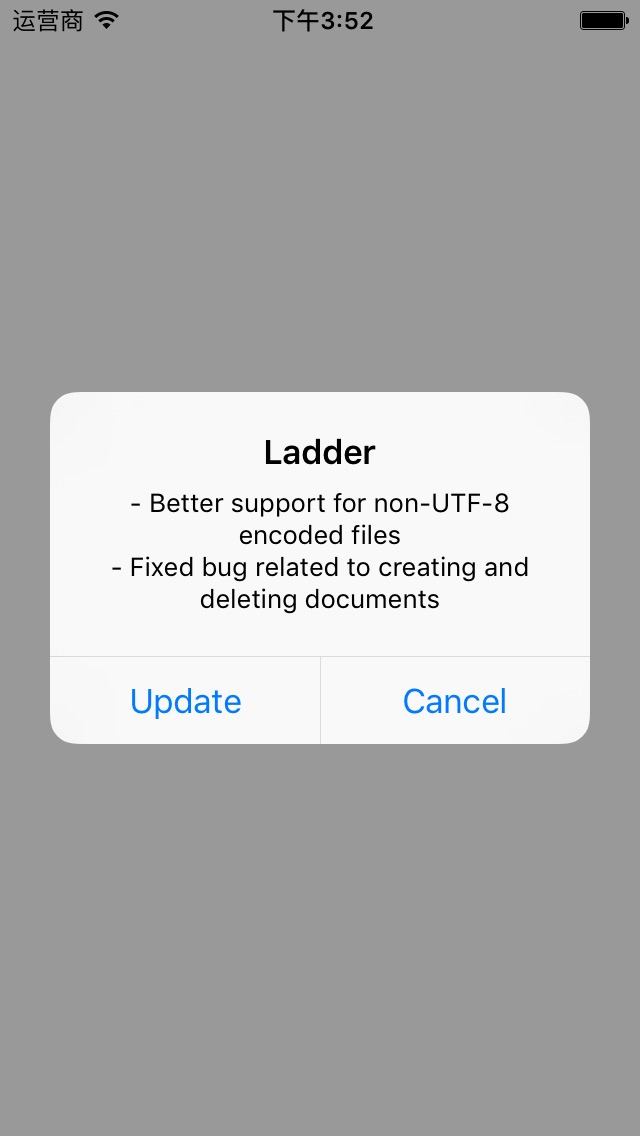 运营商
下午3:52
Ladder
- Better support for non-UTF-8
encoded files
- Fixed bug related to creating and
deleting documents
Update
Cancel